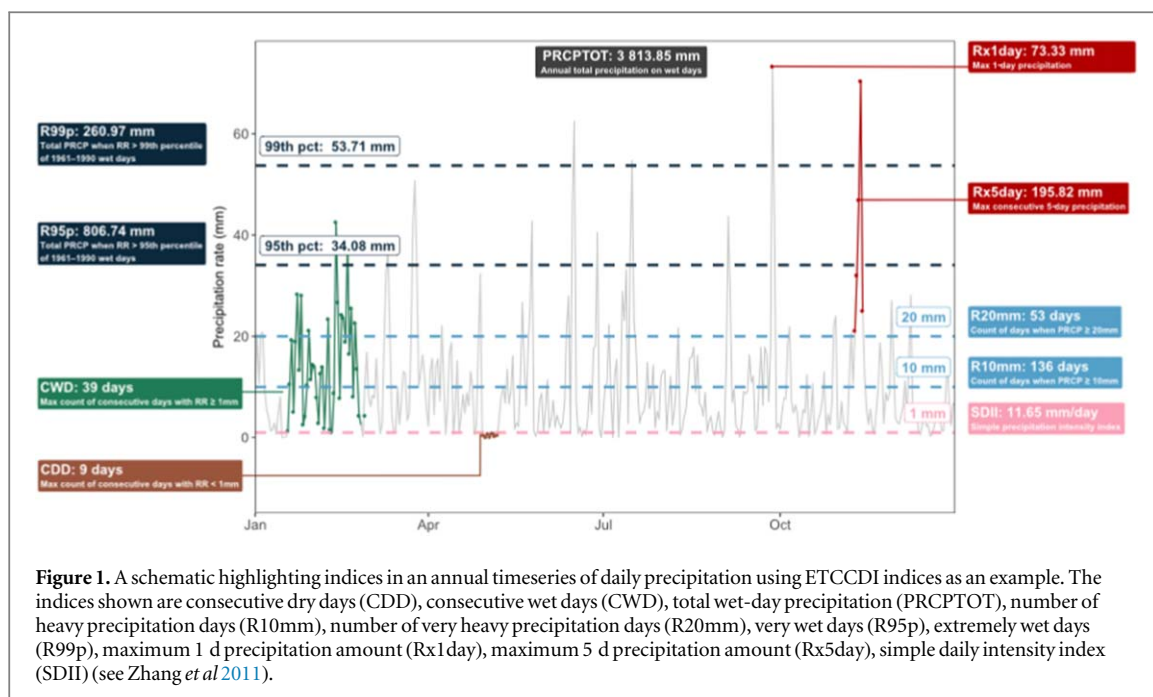 PRCPTOT: 3 813.85 mm
Annual total precipitation on wet days
Rx1day: 73.33 mm
Max 1-day precipitation
R99p: 260.97 mm
Total PRCP when RR > 99th percentile
of 1961–1990 wet days
R95p: 806.74 mm
Total PRCP when RR > 95th percentile
of 1961–1990 wet days
CWD: 39 days
Max count of consecutive days with RR ≥ 1mm
CDD: 9 days
Max count of consecutive days with RR < 1mm
Precipitation rate (mm)
60
40
20
0
99th pct: 53.71 mm
95th pct: 34.08 mm
20 mm
10 mm
1 mm
Rx5day: 195.82 mm
Max consecutive 5-day precipitation
R20mm: 53 days
Count of days when PRCP ≥ 20mm
R10mm: 136 days
Count of days when PRCP ≥ 10mm
SDII: 11.65 mm/day
Simple precipitation intensity index
Jan
Apr
Jul
Oct
Figure 1. A schematic highlighting indices in an annual timeseries of daily precipitation using ETCCDI indices as an example. The
indices shown are consecutive dry days (CDD), consecutive wet days (CWD), total wet-day precipitation (PRCPTOT), number of
heavy precipitation days (R10mm), number of very heavy precipitation days (R20mm), very wet days (R95p), extremely wet days
(R99p), maximum 1 d precipitation amount (Rx1day), maximum 5 d precipitation amount (Rx5day), simple daily intensity index
(SDII) (see Zhang et al 2011).